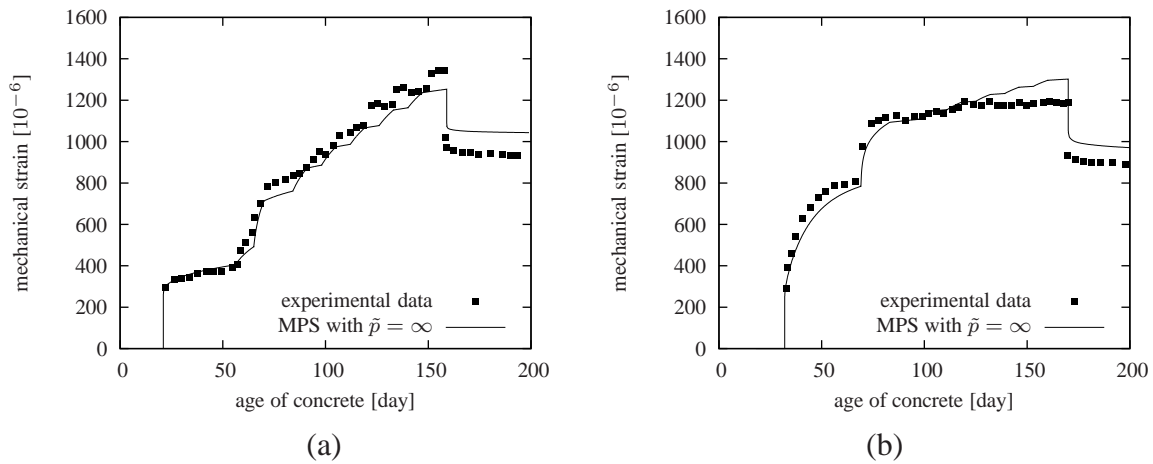 1600
1400
1200
1000
800
600
400
200
0
mechanical strain [10⁻⁶]
experimental data
MPS with p̃ = ∞
0 50 100 150 200
age of concrete [day]
(a)
1600
1400
1200
1000
800
600
400
200
0
mechanical strain [10⁻⁶]
experimental data
MPS with p̃ = ∞
0 50 100 150 200
age of concrete [day]
(b)